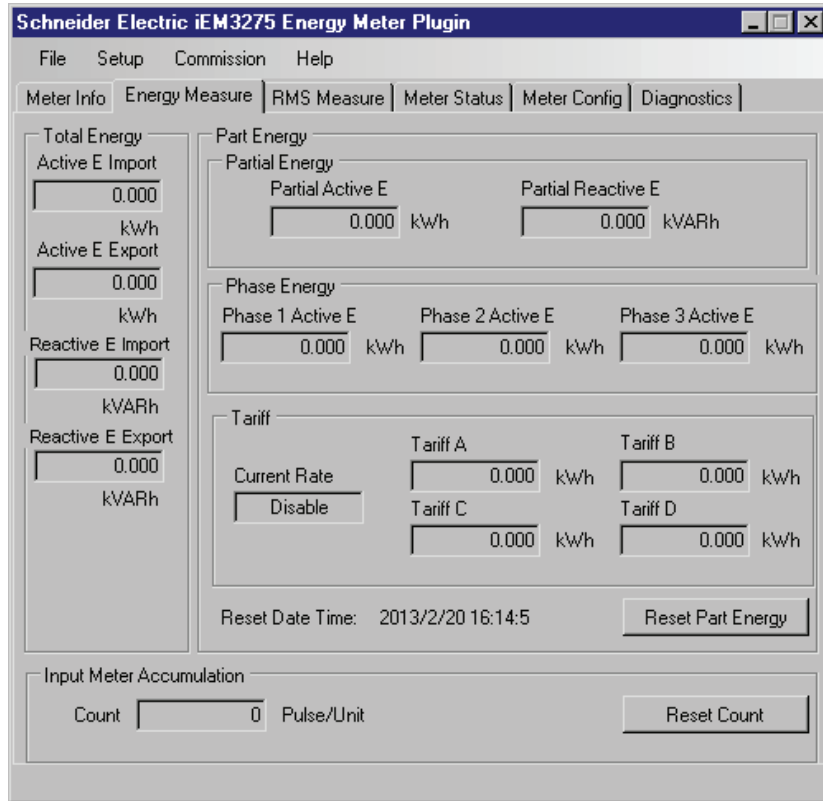 Schneider Electric iEM3275 Energy Meter Plugin
File Setup Commission Help
Meter Info Energy Measure RMS Measure Meter Status Meter Config Diagnostics
Total Energy
Active E Import
0.000
kWh
Active E Export
0.000
kWh
Reactive E Import
0.000
kVARh
Reactive E Export
0.000
kVARh
Part Energy
Partial Energy
Partial Active E Partial Reactive E
0.000 kWh 0.000 kVARh
Phase Energy
Phase 1 Active E Phase 2 Active E Phase 3 Active E
0.000 kWh 0.000 kWh 0.000 kWh
Tariff
Current Rate
Disable
Tariff A Tariff B
0.000 kWh 0.000 kWh
Tariff C Tariff D
0.000 kWh 0.000 kWh
Reset Date Time: 2013/2/20 16:14:5 Reset Part Energy
Input Meter Accumulation
Count 0 Pulse/Unit Reset Count